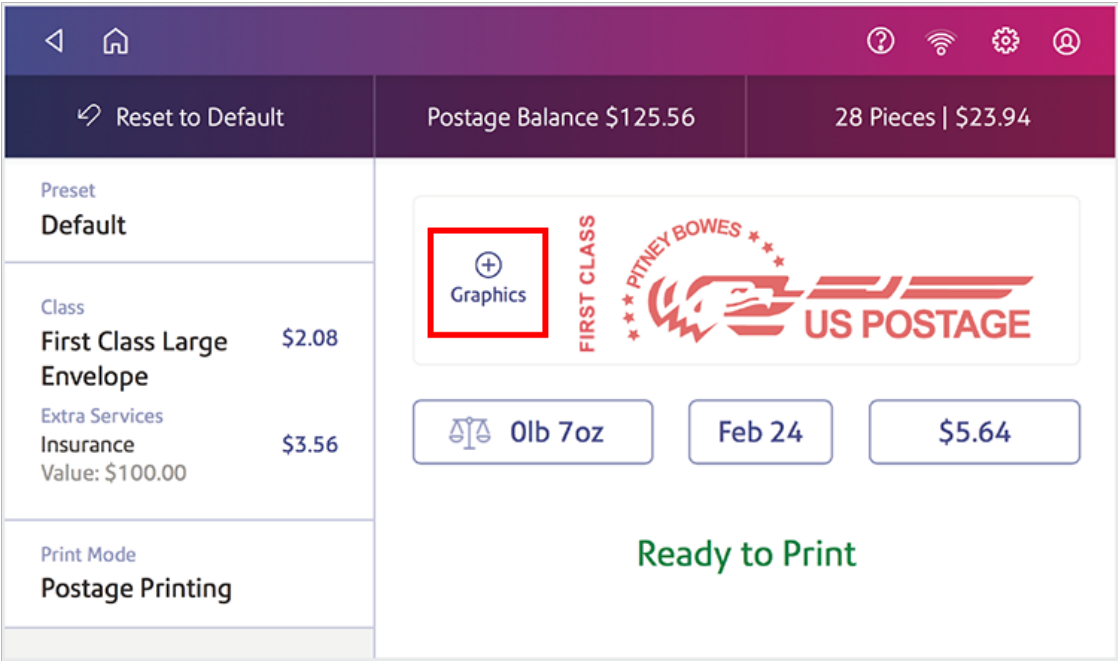 Reset to Default
Postage Balance $125.56
28 Pieces | $23.94
Preset
Default
Class
First Class Large $2.08
Envelope
Extra Services
Insurance $3.56
Value: $100.00
Print Mode
Postage Printing
Graphics
FIRST CLASS
PITNEY BOWES
US POSTAGE
0lb 7oz
Feb 24
$5.64
Ready to Print